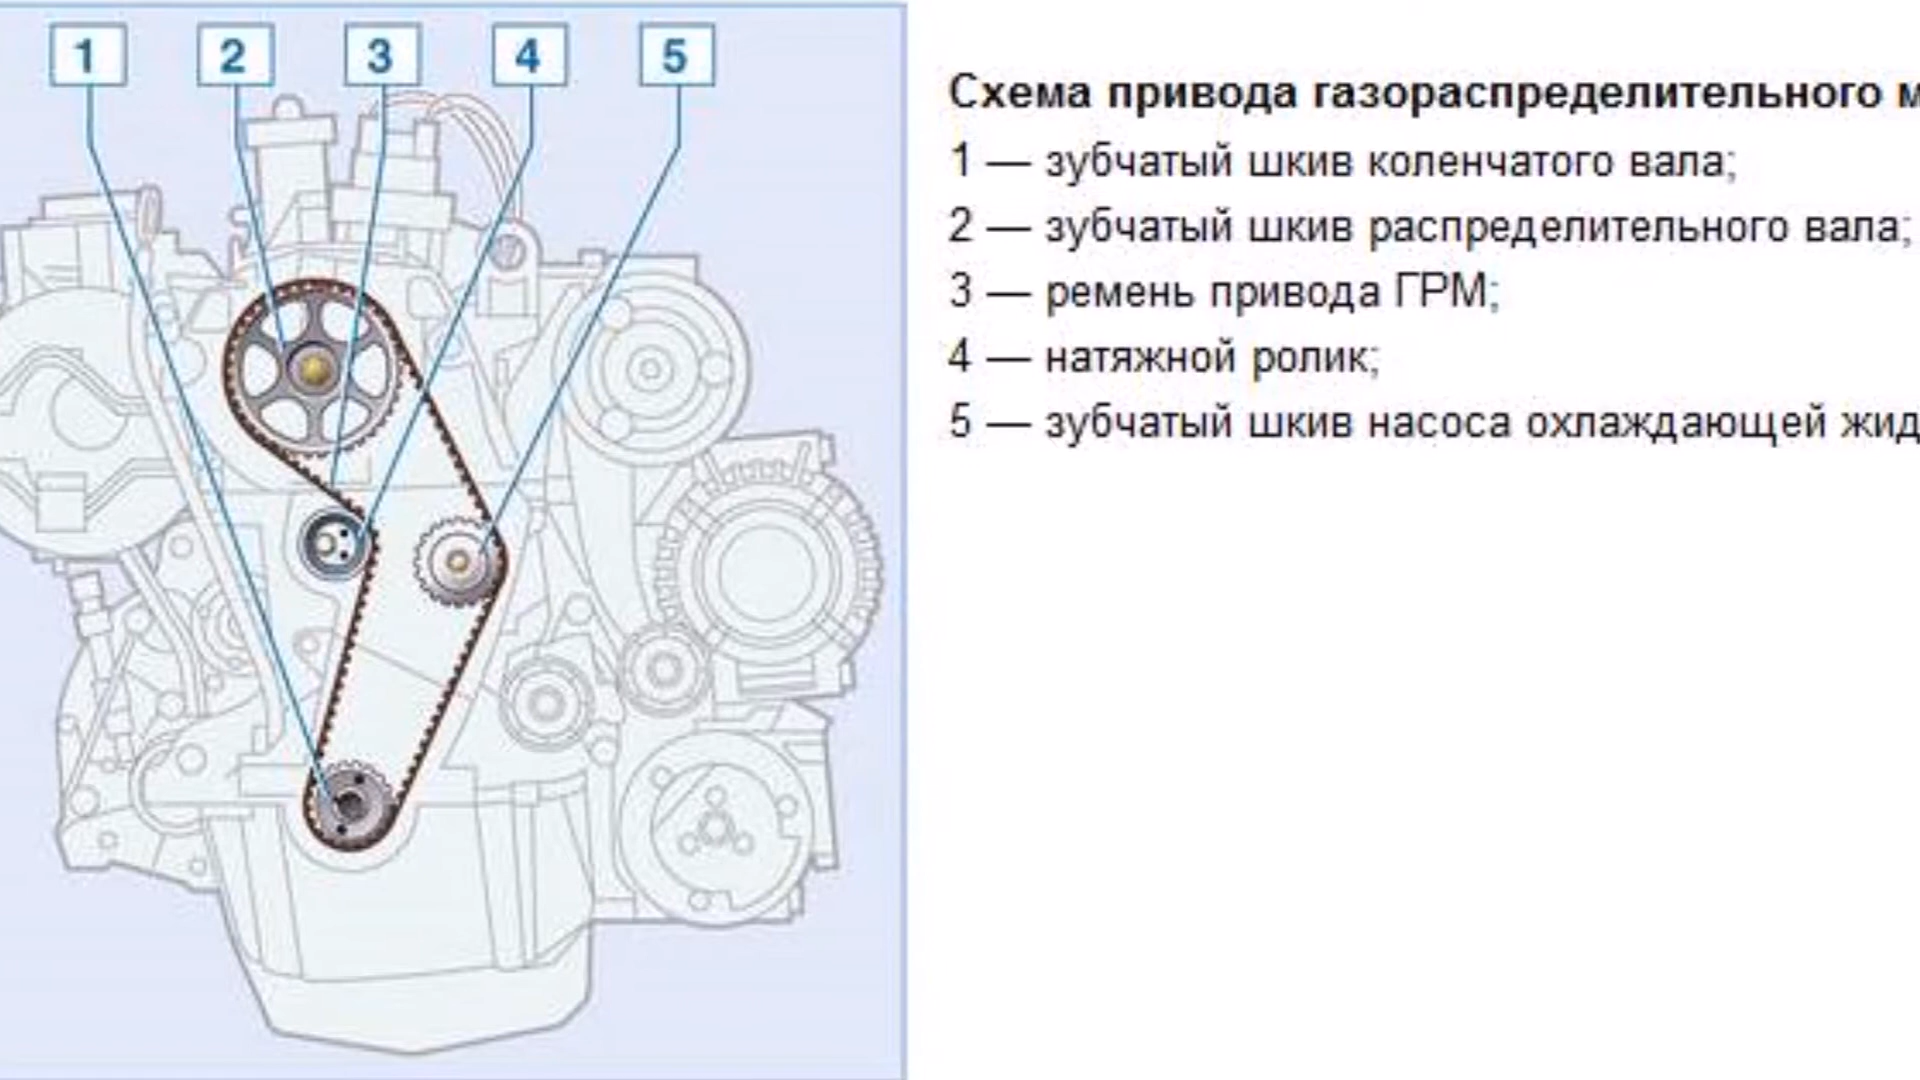 1 2 3 4 5
Схема привода газораспределительного
1 — зубчатый шкив коленчатого вала;
2 — зубчатый шкив распределительного вала;
3 — ремень привода ГРМ;
4 — натяжной ролик;
5 — зубчатый шкив насоса охлаждающей